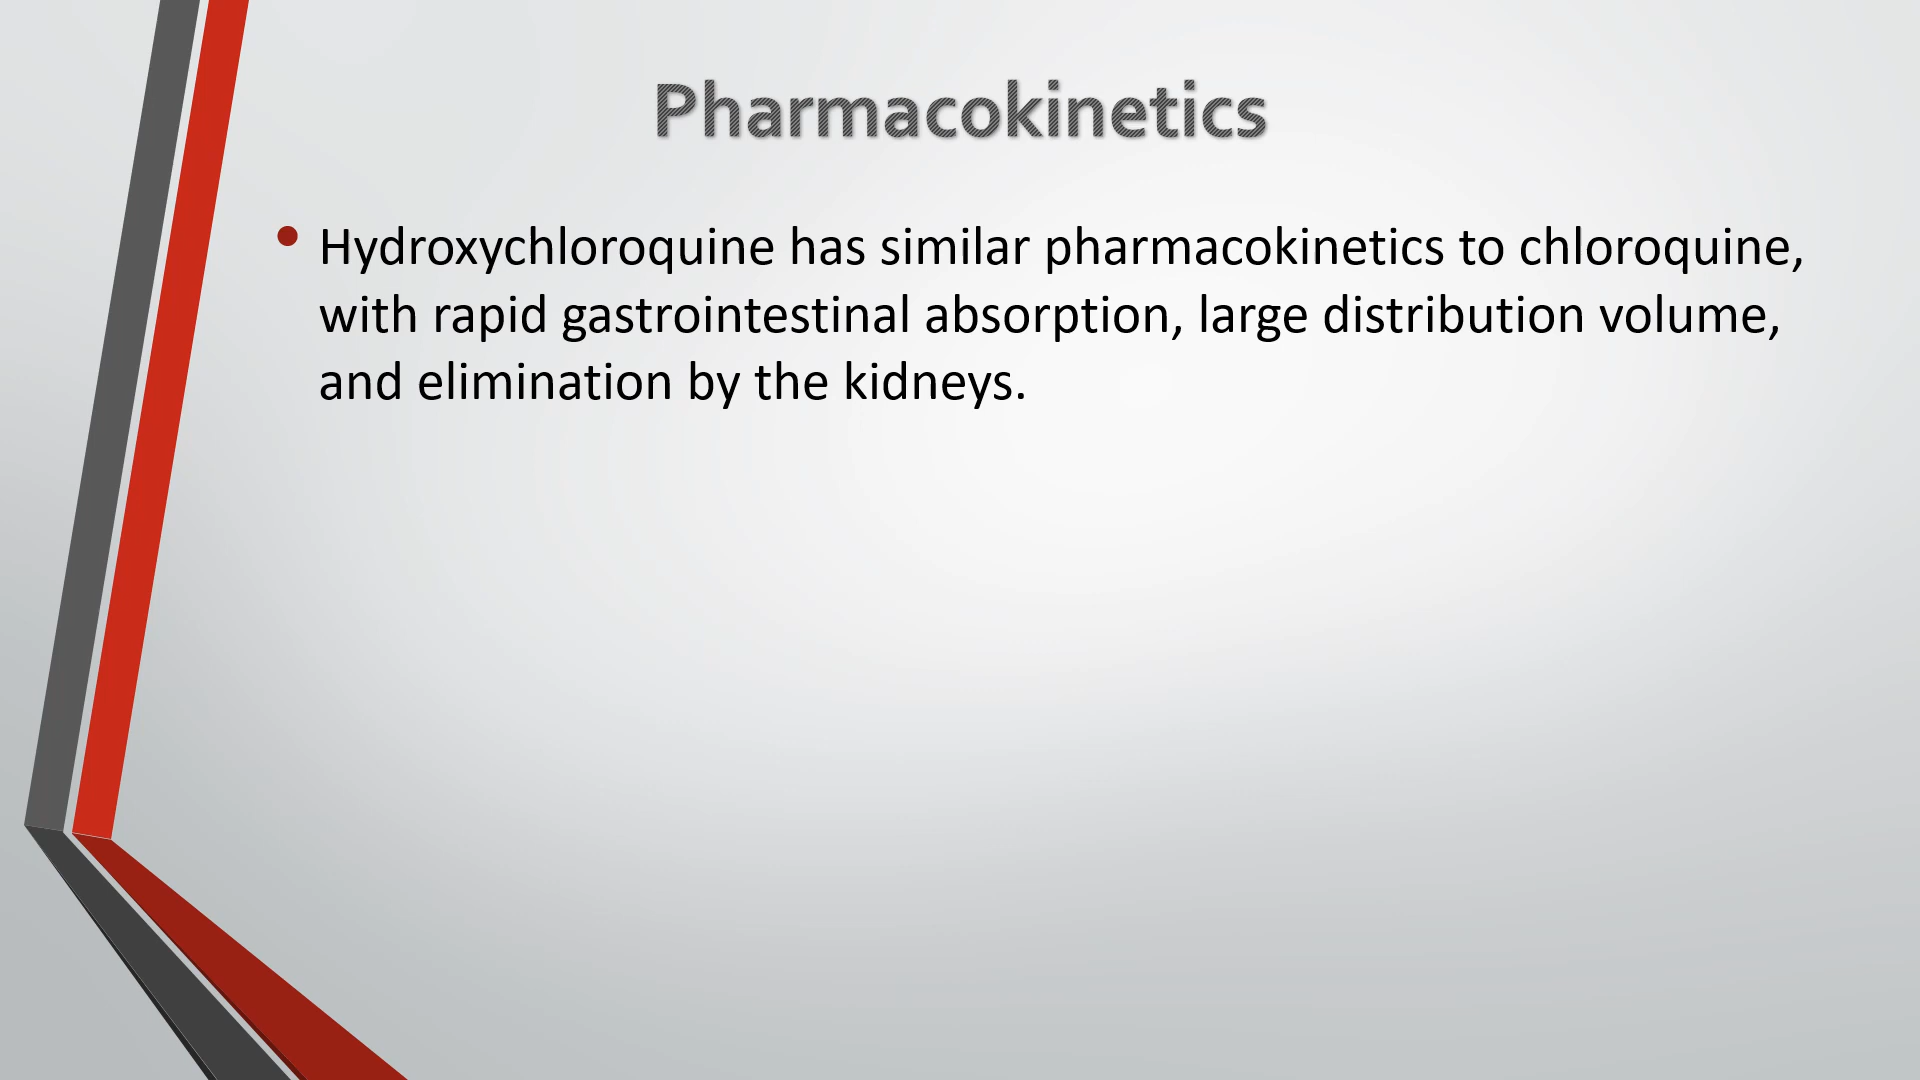 Pharmacokinetics
• Hydroxychloroquine has similar pharmacokinetics to chloroquine,
with rapid gastrointestinal absorption, large distribution volume,
and elimination by the kidneys.